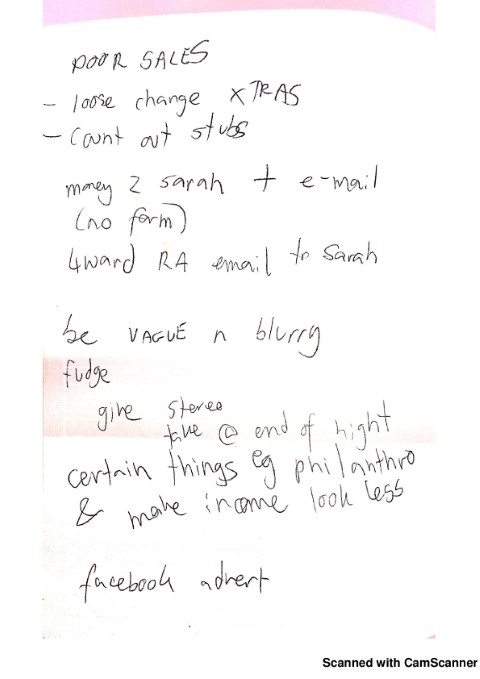 DOOR SALES
- loose change XTRAS
- Count out stubs
money 2 sarah + e-mail
(no form)
4ward RA email to Sarah
be VAGUE n blurry
fudge
give stereo
take @ end of night
certain things eg philanthro
& make income look less
facebook advert
Scanned with CamScanner